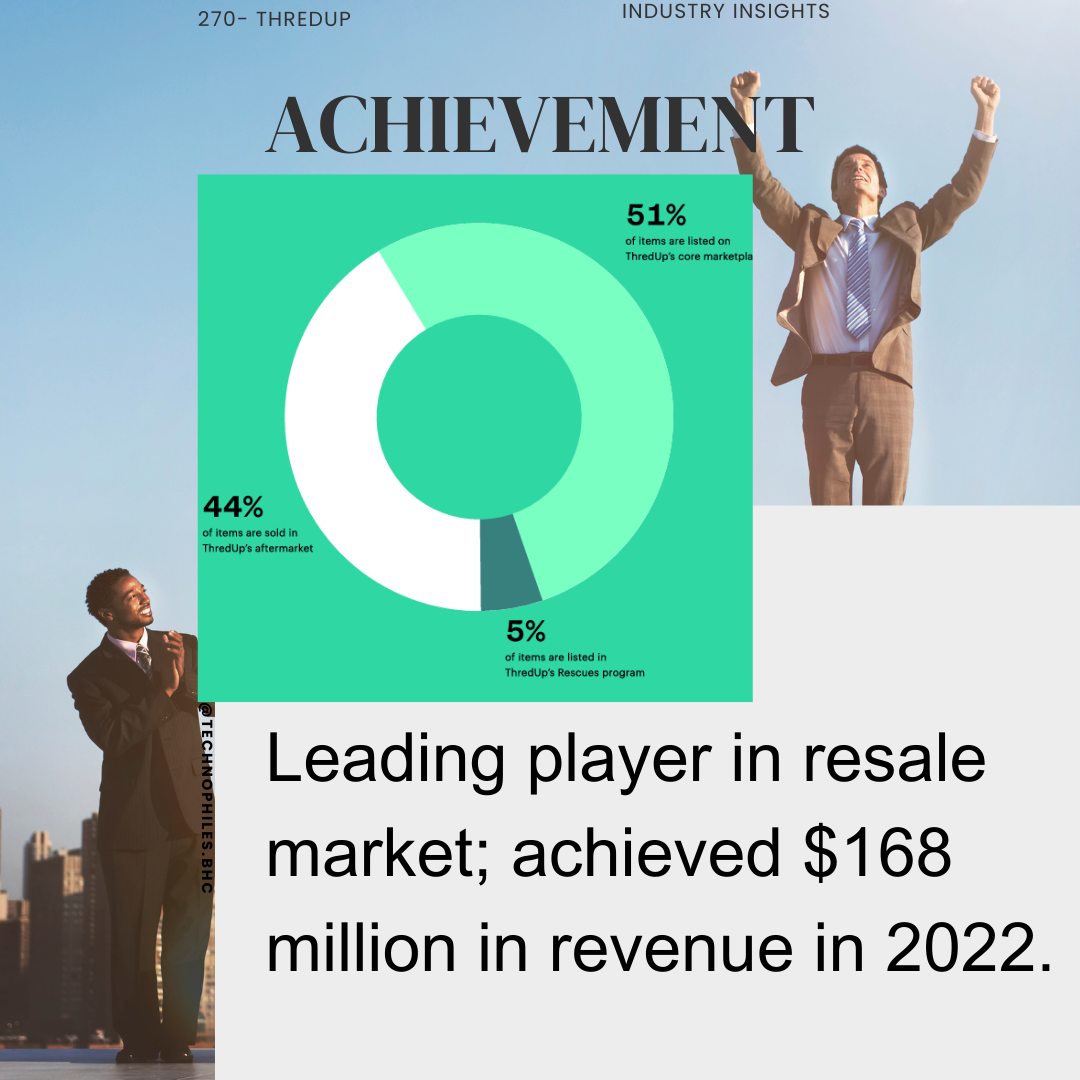 270- THREDUP
INDUSTRY INSIGHTS
ACHIEVEMENT
51%
of items are listed on
ThredUp's core marketpla
44%
of items are sold in
ThredUp's aftermarket
5%
of items are listed in
ThredUp's Rescues program
@TECHNOPHILES.BHC
Leading player in resale
market; achieved $168
million in revenue in 2022.